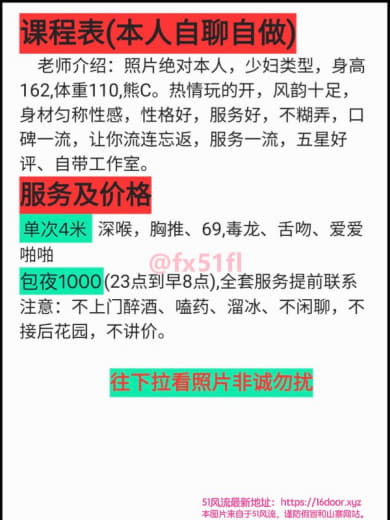 课程表(本人自聊自做)
老师介绍：照片绝对本人，少妇类型，身高
162,体重110,熊C。热情玩的开，风韵十足，
身材匀称性感，性格好，服务好，不糊弄，口
碑一流，让你流连忘返，服务一流，五星好
评、自带工作室。
服务及价格
单次4米 深喉，胸推、69,毒龙、舌吻、爱爱
啪啪
@fx51fl
包夜1000(23点到早8点),全套服务提前联系
注意：不上门醉酒、嗑药、溜冰、不闲聊，不
接后花园，不讲价。
往下拉看照片非诚勿扰
51风流最新地址：https://16door.xyz
本图片来自于51风流，谨防假冒和山寨网站。